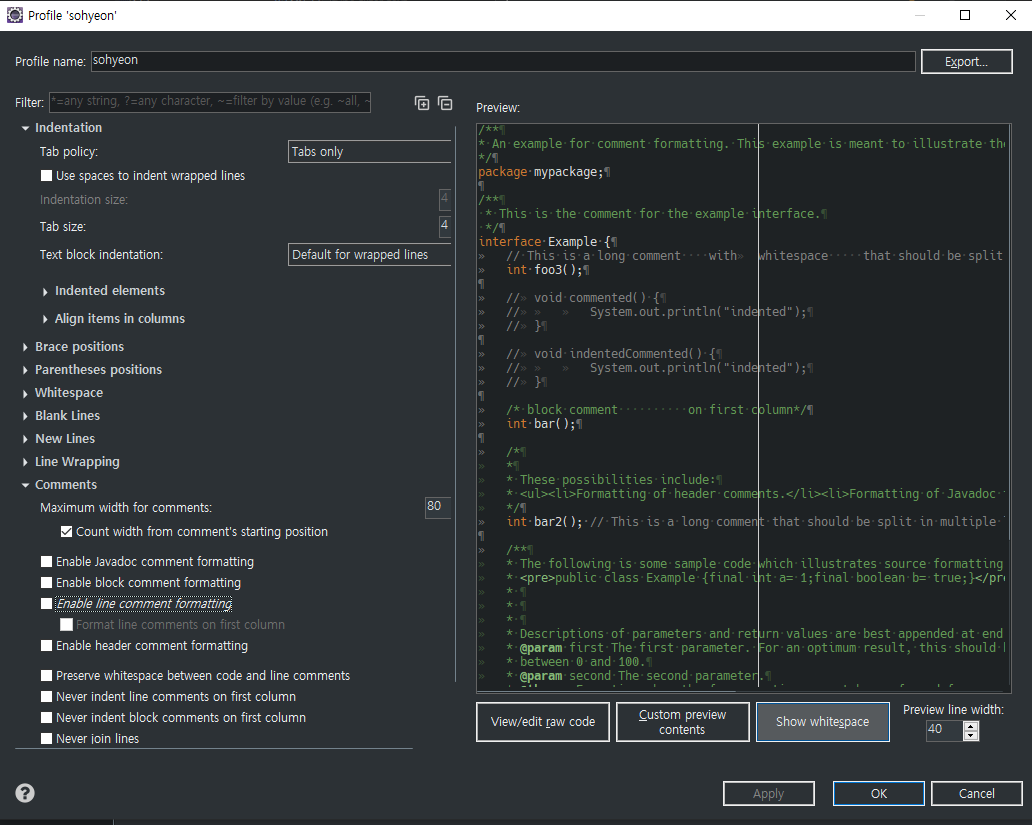 Profile 'sohyeon'
Profile name: sohyeon Export...
Filter: *=any string, ?=any character, ~=filter by value (e.g. ~all, ~
Indentation
Tab policy: Tabs only
Use spaces to indent wrapped lines
Indentation size: 4
Tab size: 4
Text block indentation: Default for wrapped lines
Indented elements
Align items in columns
Brace positions
Parentheses positions
Whitespace
Blank Lines
New Lines
Line Wrapping
Comments
Maximum width for comments: 80
Count width from comment's starting position
Enable Javadoc comment formatting
Enable block comment formatting
Enable line comment formatting
Format line comments on first column
Enable header comment formatting
Preserve whitespace between code and line comments
Never indent line comments on first column
Never indent block comments on first column
Never join lines
Preview:
/**¶
*·An·example·for·comment·formatting.·This·example·is·meant·to·illustrate·the
*/¶
package·mypackage;¶
¶
/**¶
·*·This·is·the·comment·for·the·example·interface.¶
·*/¶
interface·Example·{¶
» //·This·is·a·long·comment····with» whitespace·····that·should·be·split
» int·foo3();¶
¶
» //» void·commented()·{¶
» //» » » System.out.println("indented");¶
» //» }¶
¶
» //» void·indentedCommented()·{¶
» //» » » System.out.println("indented");¶
» //» }¶
¶
» /*·block·comment··········on·first·column*/¶
» int·bar();¶
¶
» /*¶
» *¶
» *·These·possibilities·include:¶
» *·<ul><li>Formatting·of·header·comments.</li><li>Formatting·of·Javadoc·
» */¶
» int·bar2();·//·This·is·a·long·comment·that·should·be·split·in·multiple·
¶
» /**¶
» *·The·following·is·some·sample·code·which·illustrates·source·formatting
» *·<pre>public·class·Example·{final·int·a=·1;final·boolean·b=·true;}</pre
» *·¶
» *·¶
» *·¶
» *·Descriptions·of·parameters·and·return·values·are·best·appended·at·end
» *·@param·first·The·first·parameter.·For·an·optimum·result,·this·should·
» *·between·0·and·100.¶
» *·@param·second·The·second·parameter.¶
View/edit raw code
Custom preview
contents
Show whitespace
Preview line width:
40
Apply OK Cancel